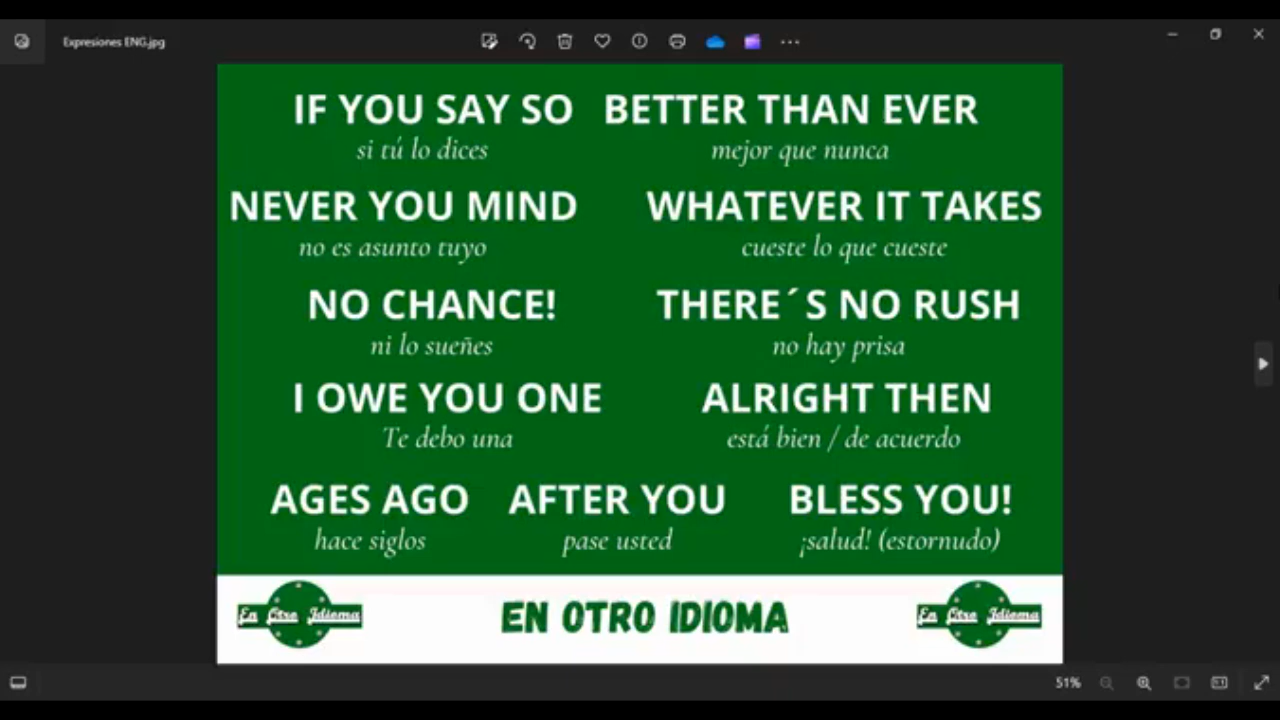 Expresiones ENG.jpg
IF YOU SAY SO BETTER THAN EVER
si tú lo dices mejor que nunca
NEVER YOU MIND WHATEVER IT TAKES
no es asunto tuyo cueste lo que cueste
NO CHANCE! THERE´S NO RUSH
ni lo sueñes no hay prisa
I OWE YOU ONE ALRIGHT THEN
Te debo una está bien / de acuerdo
AGES AGO AFTER YOU BLESS YOU!
hace siglos pase usted ¡salud! (estornudo)
En Otro Idioma EN OTRO IDIOMA En Otro Idioma
51%